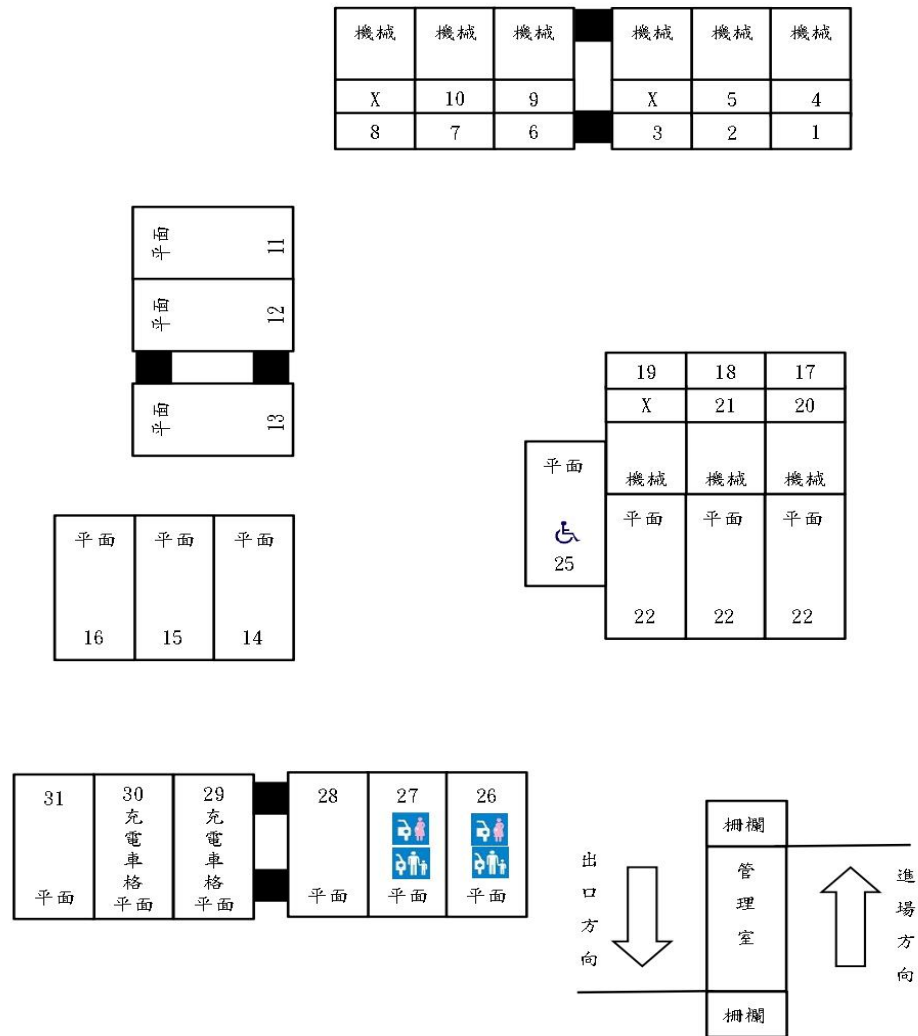 機械 機械 機械 機械 機械 機械
X 10 9 X 5 4
8 7 6 3 2 1
平面 11
平面 12
平面 13
19 18 17
X 21 20
機械 機械 機械
平面
25
平面 平面 平面
22 22 22
平面 平面 平面
16 15 14
31
平面
30
充電車格
平面
29
充電車格
平面
28
平面
27
平面
26
平面
出口方向
柵欄
管理室
柵欄
進場方向